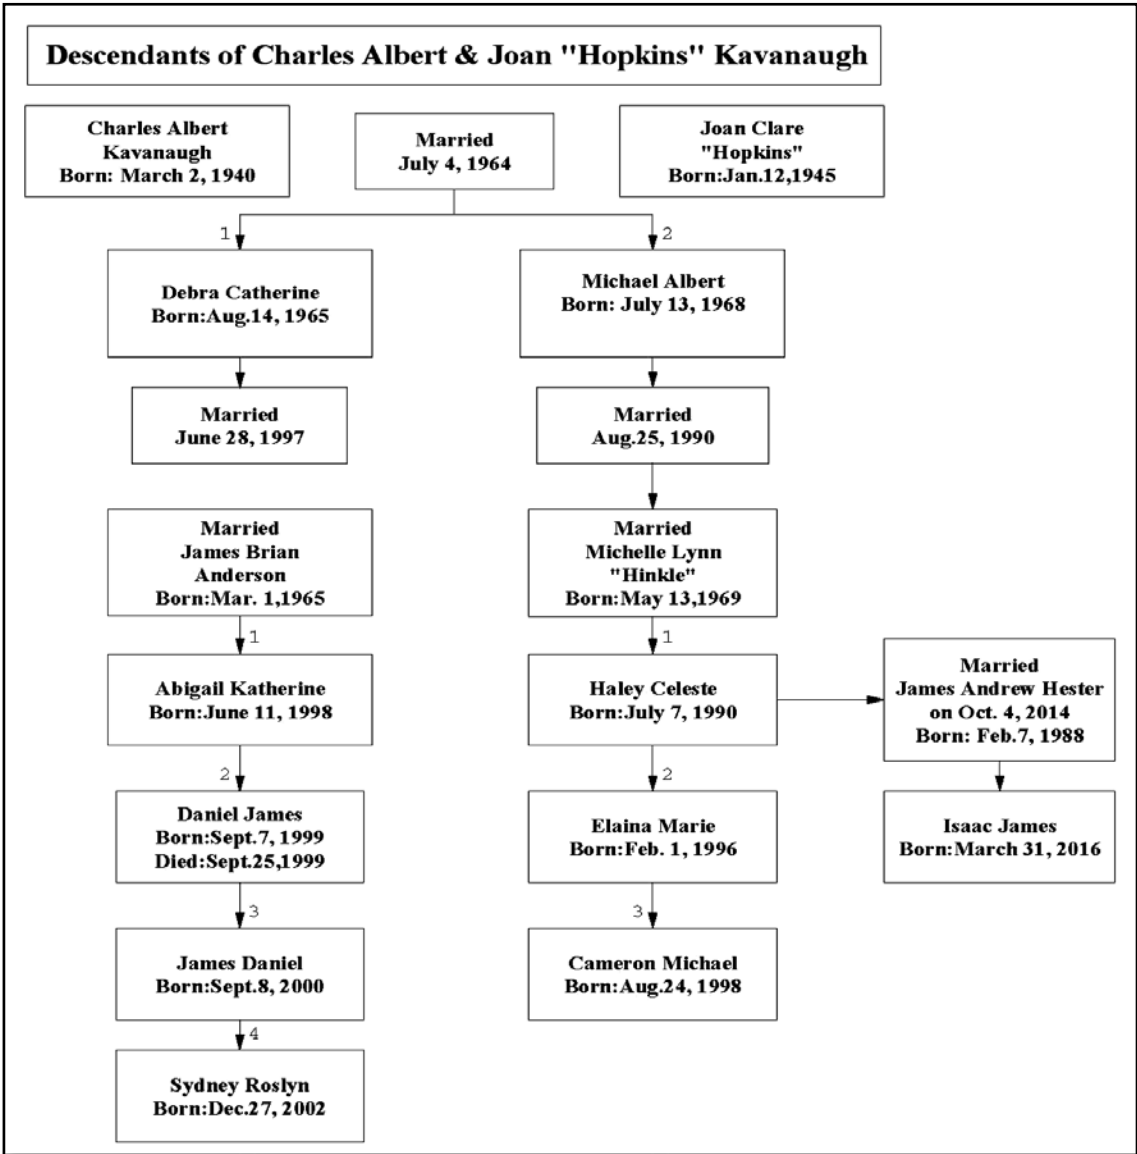 Descendants of Charles Albert & Joan "Hopkins" Kavanaugh
Charles Albert
Kavanaugh
Born: March 2, 1940
Married
July 4, 1964
Joan Clare
"Hopkins"
Born:Jan.12,1945
1
2
Debra Catherine
Born:Aug.14, 1965
Michael Albert
Born: July 13, 1968
Married
June 28, 1997
Married
Aug.25, 1990
Married
James Brian
Anderson
Born:Mar. 1,1965
Married
Michelle Lynn
"Hinkle"
Born:May 13,1969
1
1
Abigail Katherine
Born:June 11, 1998
Haley Celeste
Born:July 7, 1990
Married
James Andrew Hester
on Oct. 4, 2014
Born: Feb.7, 1988
2
2
Daniel James
Born:Sept.7, 1999
Died:Sept.25,1999
Elaina Marie
Born:Feb. 1, 1996
Isaac James
Born:March 31, 2016
3
3
James Daniel
Born:Sept.8, 2000
Cameron Michael
Born:Aug.24, 1998
4
Sydney Roslyn
Born:Dec.27, 2002